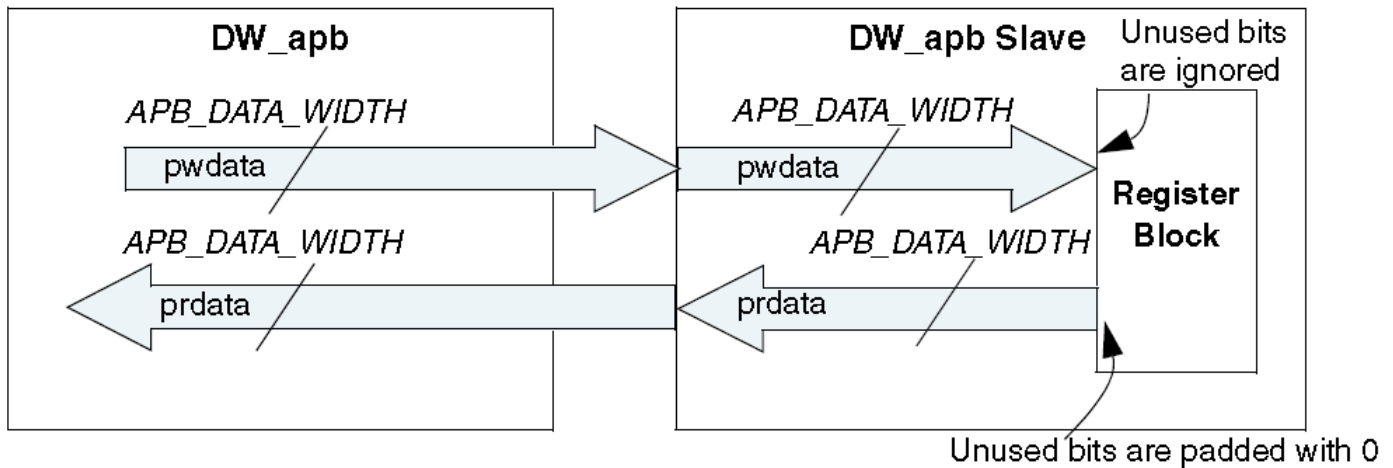 DW_apb
DW_apb Slave
Unused bits
are ignored
APB_DATA_WIDTH
APB_DATA_WIDTH
pwdata
pwdata
Register
Block
APB_DATA_WIDTH
APB_DATA_WIDTH
prdata
prdata
Unused bits are padded with 0